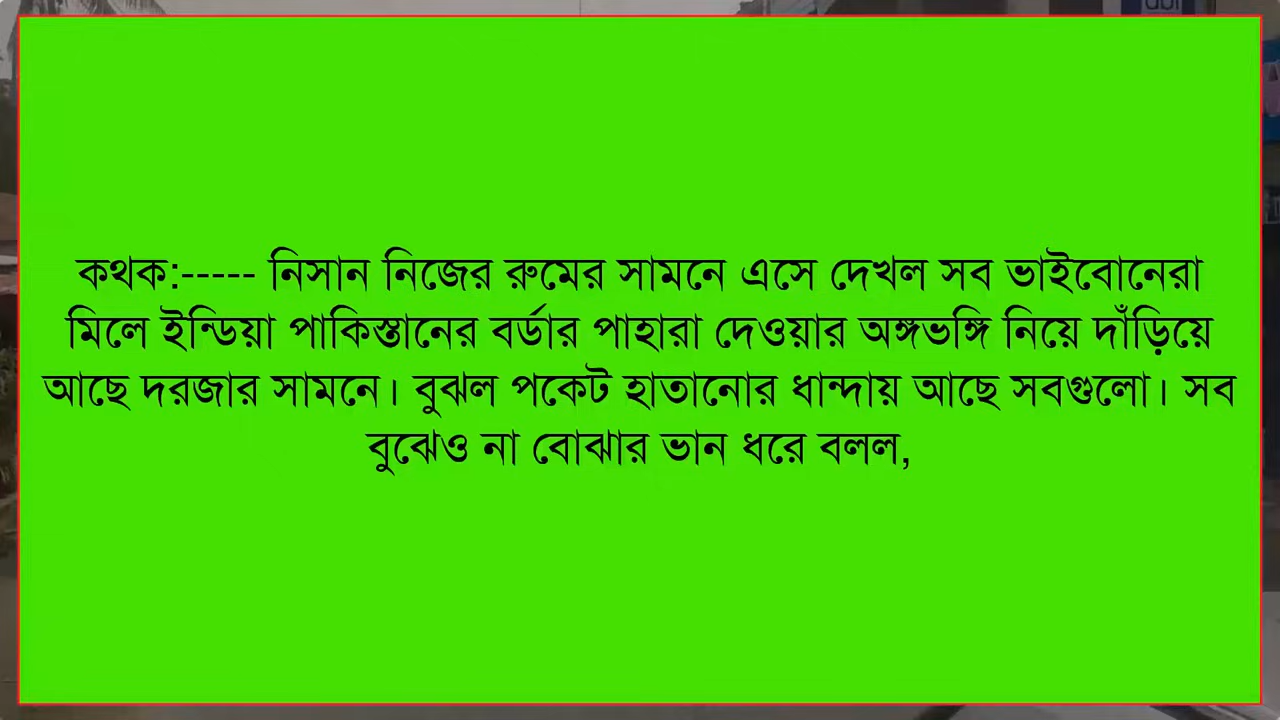 কথক:----- নিসান নিজের রুমের সামনে এসে দেখল সব ভাইবোনেরা
মিলে ইন্ডিয়া পাকিস্তানের বর্ডার পাহারা দেওয়ার অঙ্গভঙ্গি নিয়ে দাঁড়িয়ে
আছে দরজার সামনে। বুঝল পকেট হাতানোর ধান্দায় আছে সবগুলো। সব
বুঝেও না বোঝার ভান ধরে বলল,